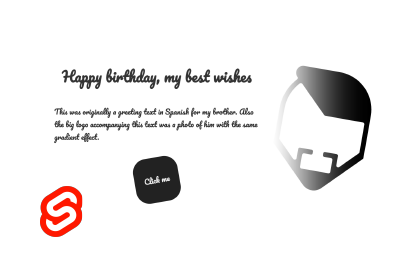 Happy birthday, my best wishes
This was originally a greeting text in Spanish for my brother. Also
the big logo accompanying this text was a photo of him with the same
gradient effect.
Click me